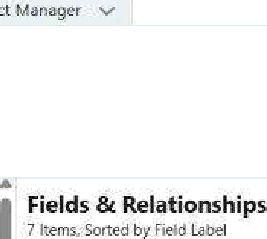 ct Manager
Fields & Relationships
7 Items, Sorted by Field Label